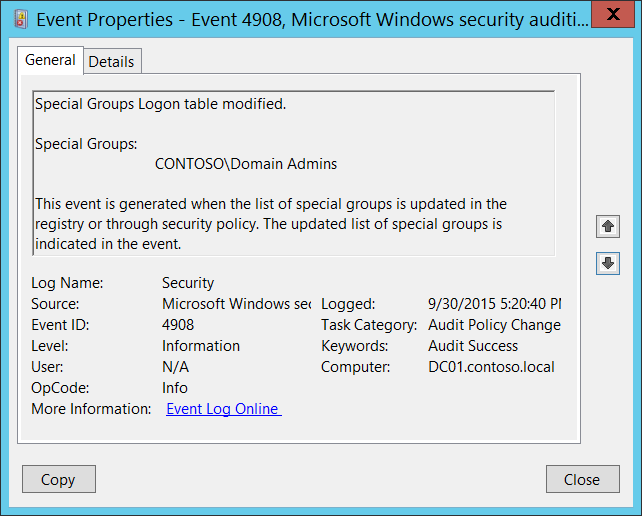 Event Properties - Event 4908, Microsoft Windows security auditi...
X
General
Details
Special Groups Logon table modified.
Special Groups:
CONTOSO\Domain Admins
This event is generated when the list of special groups is updated in the
registry or through security policy. The updated list of special groups is
indicated in the event.
Log Name: Security
Source: Microsoft Windows sec Logged: 9/30/2015 5:20:40 PM
Event ID: 4908 Task Category: Audit Policy Change
Level: Information Keywords: Audit Success
User: N/A Computer: DC01.contoso.local
OpCode: Info
More Information: Event Log Online
Copy
Close